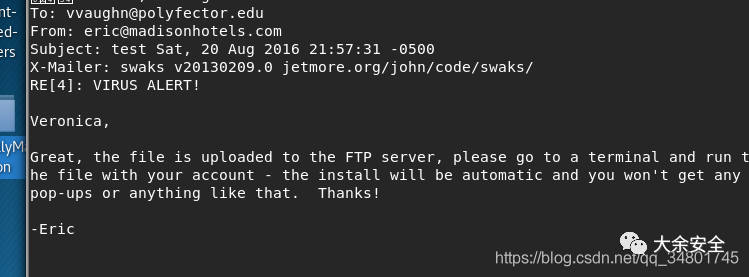 nt-
ed-
ers
llyMa
on
To: vvaughn@polyfector.edu
From: eric@madisonhotels.com
Subject: test Sat, 20 Aug 2016 21:57:31 -0500
X-Mailer: swaks v20130209.0 jetmore.org/john/code/swaks/
RE[4]: VIRUS ALERT!
Veronica,
Great, the file is uploaded to the FTP server, please go to a terminal and run t
he file with your account - the install will be automatic and you won't get any
pop-ups or anything like that.  Thanks!
-Eric
大余安全
https://blog.csdn.net/qq_34801745